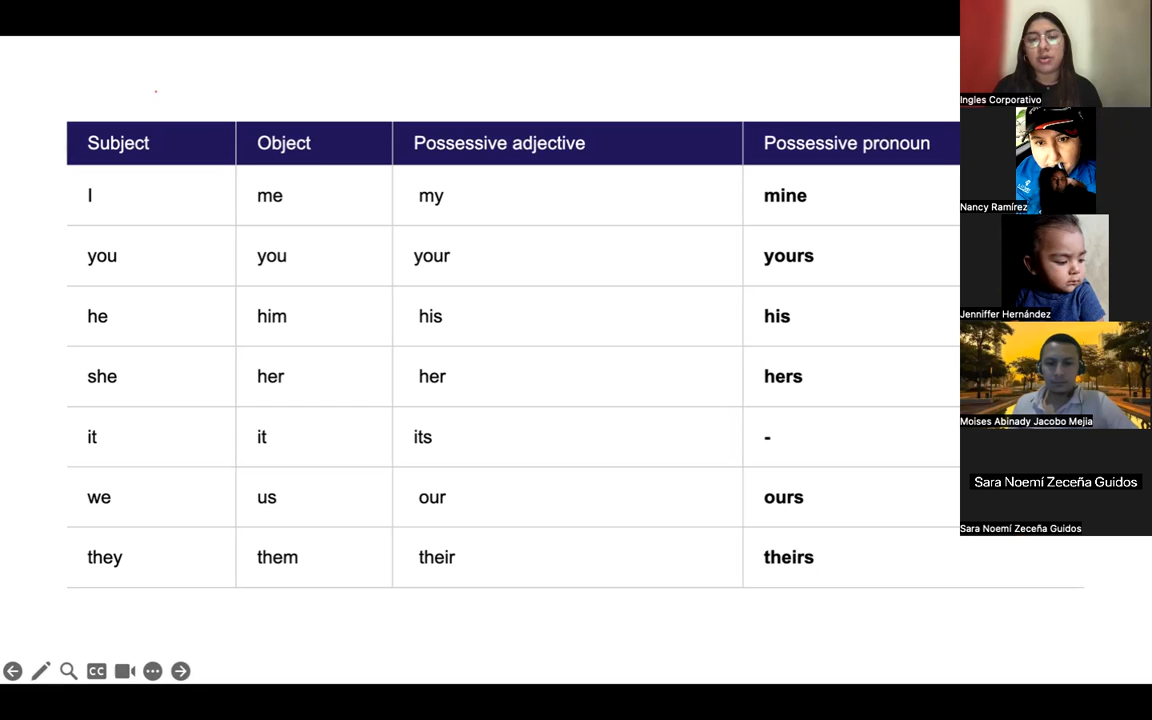 Subject Object Possessive adjective Possessive pronoun
I me my mine
you you your yours
he him his his
she her her hers
it it its -
we us our ours
they them their theirs
Ingles Corporativo
Nancy Ramírez
Jenniffer Hernández
Moises Abinady Jacobo Mejia
Sara Noemí Zeceña Guidos
Sara Noemí Zeceña Guidos
CC